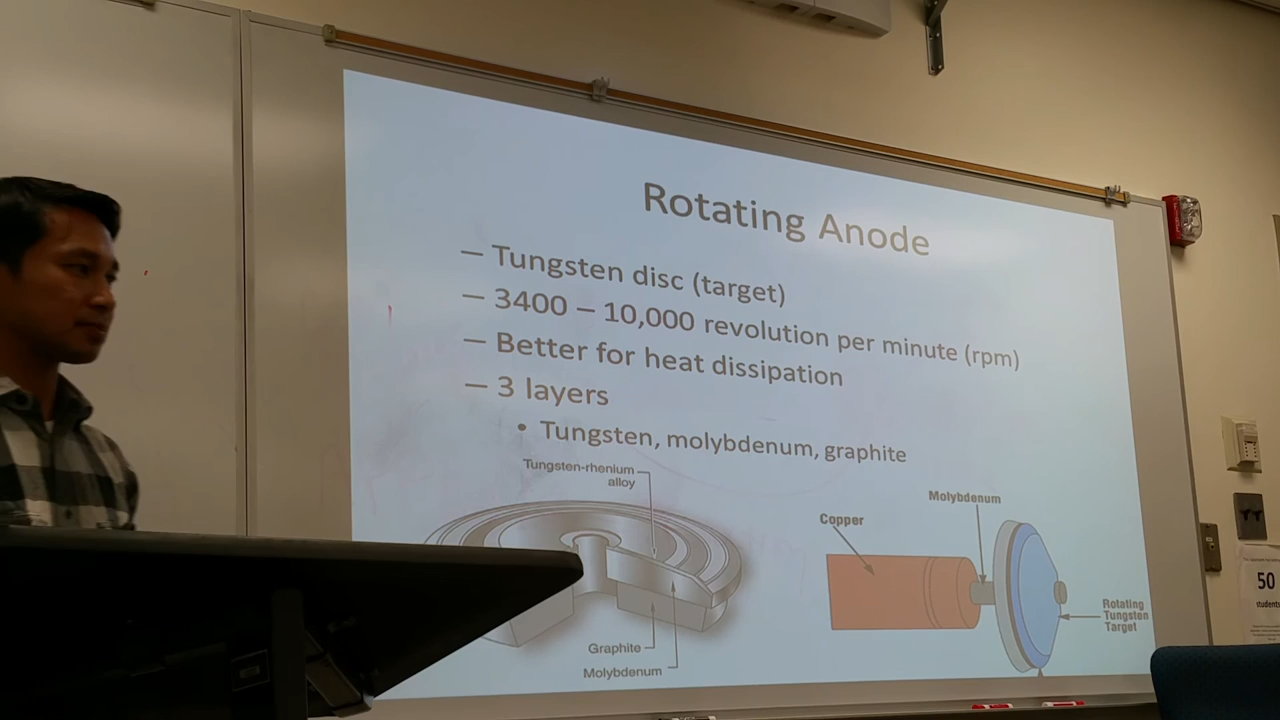 Rotating Anode
– Tungsten disc (target)
– 3400 – 10,000 revolution per minute (rpm)
– Better for heat dissipation
– 3 layers
• Tungsten, molybdenum, graphite
Tungsten-rhenium
alloy
Graphite
Molybdenum
Copper
Molybdenum
Rotating
Tungsten
Target
50
students